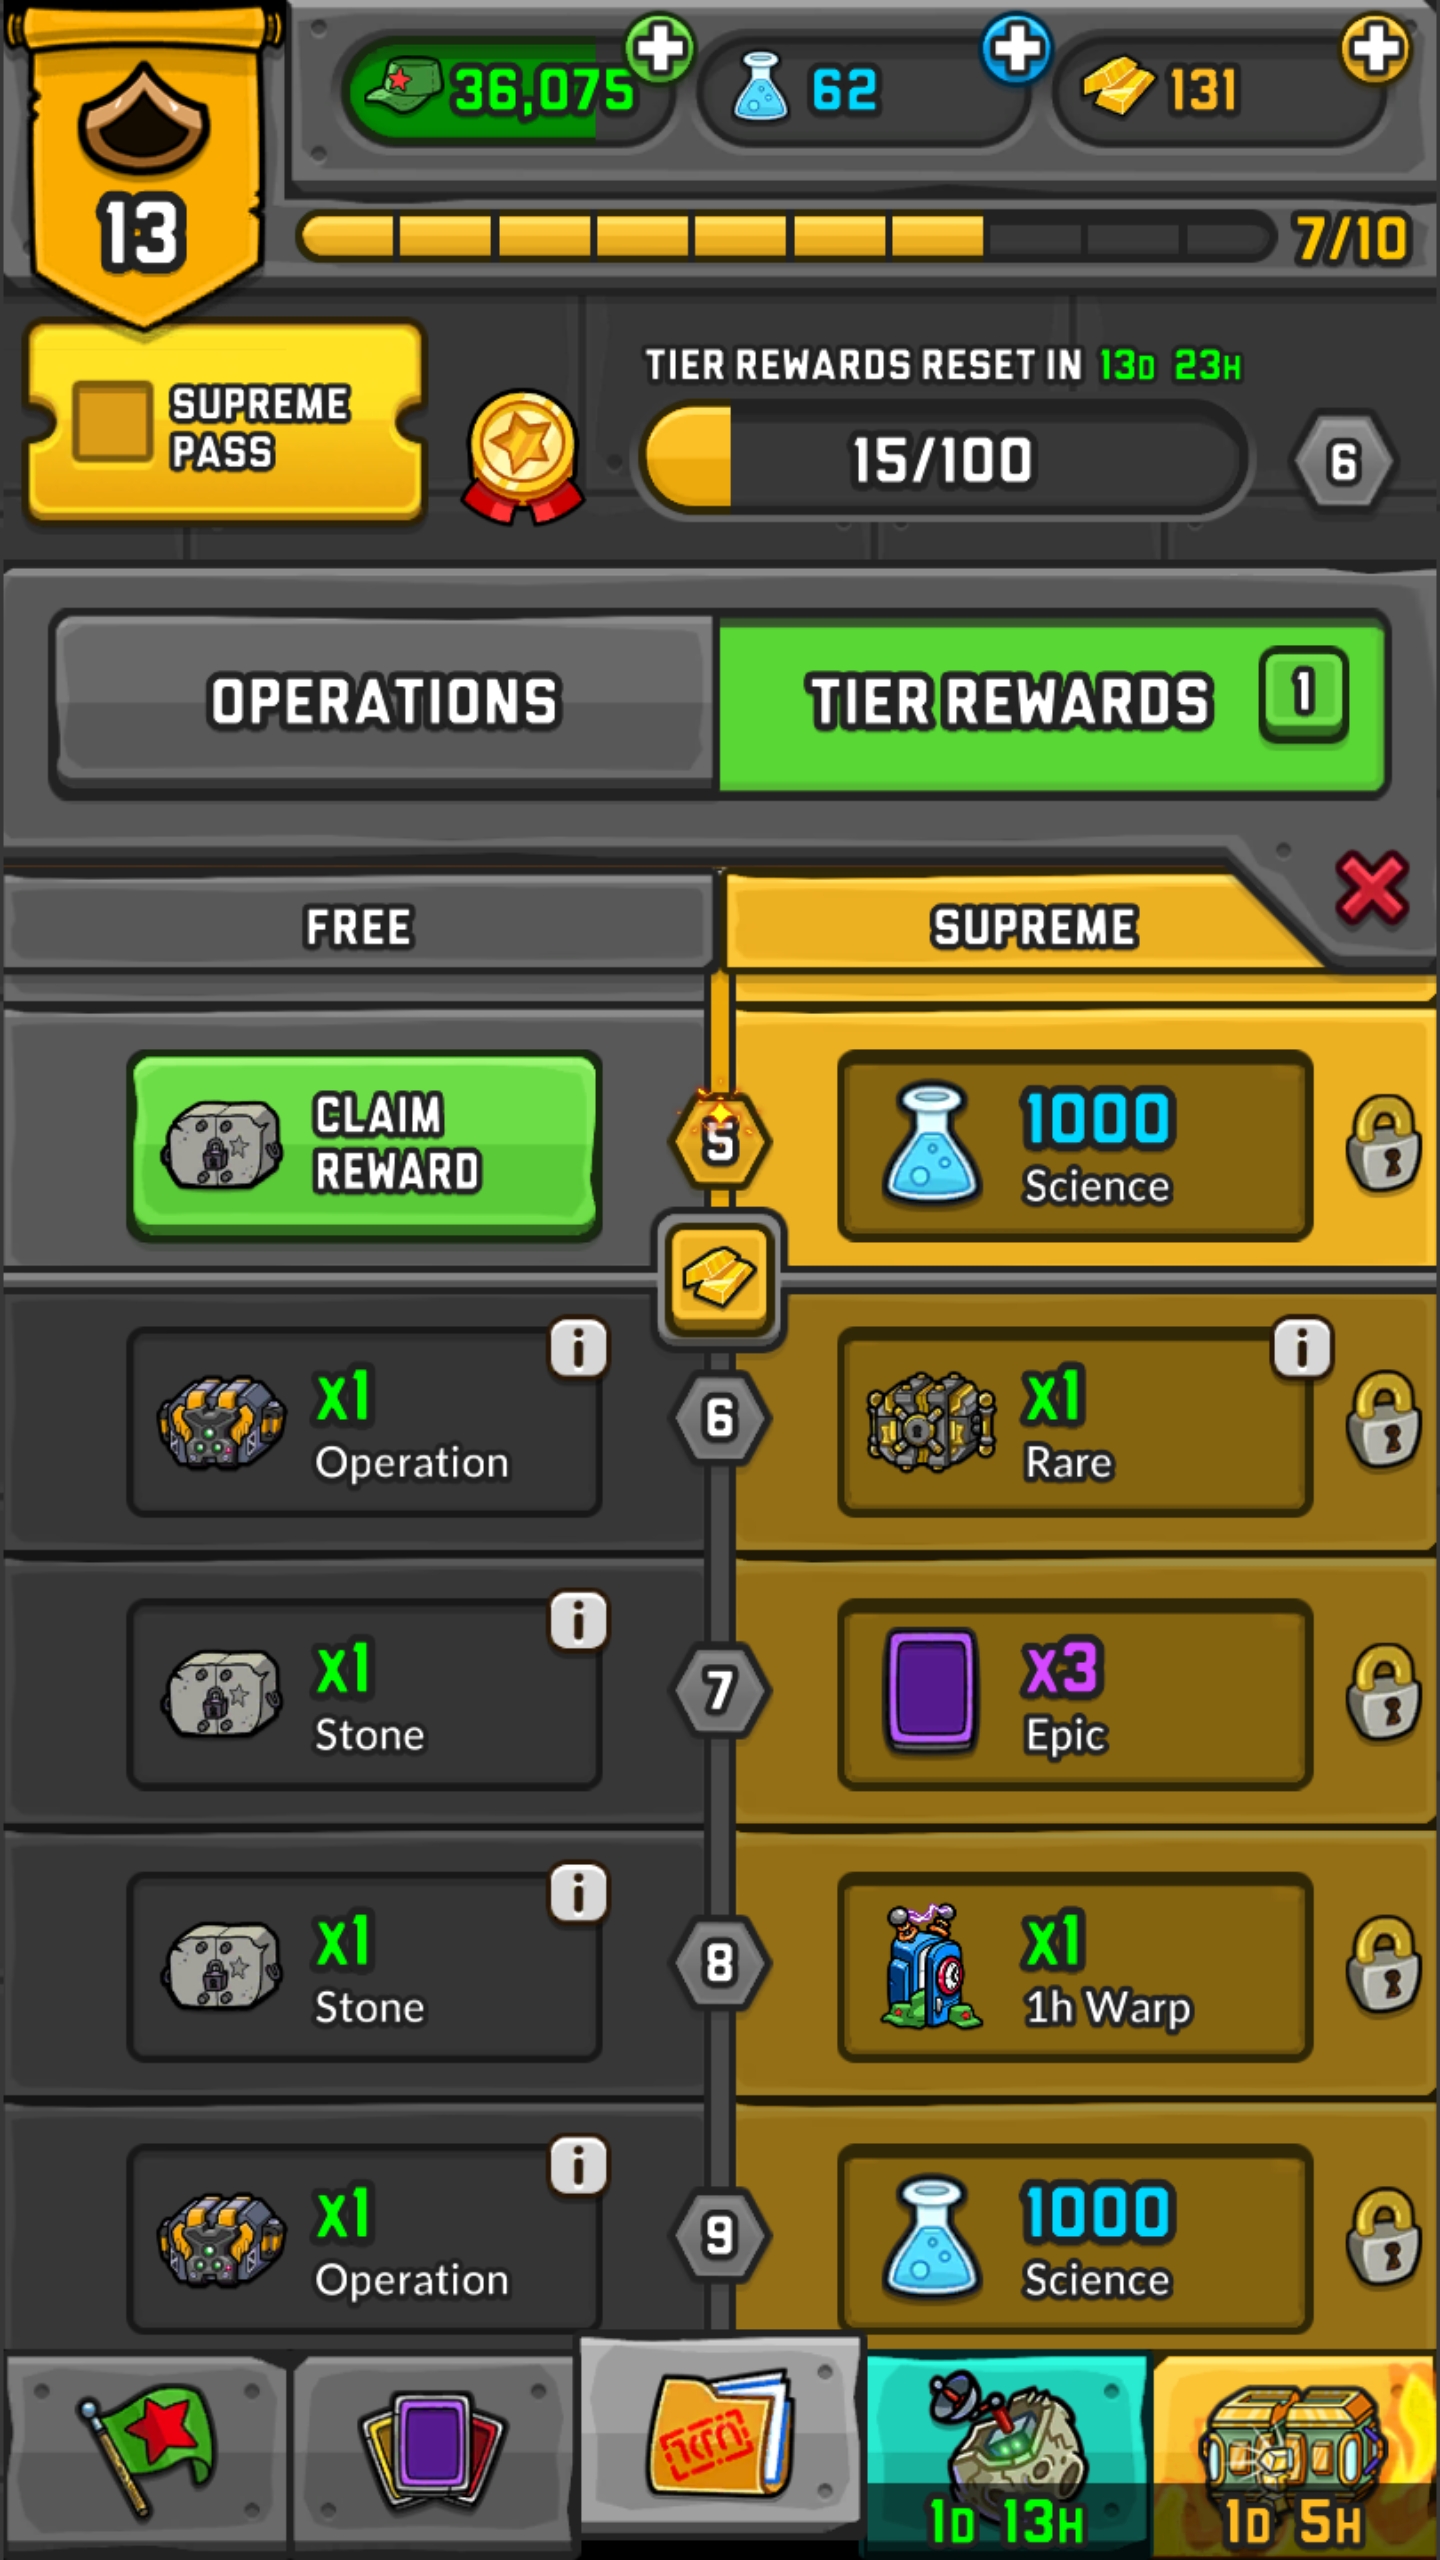 36,075
62
131
13
7/10
SUPREME
PASS
TIER REWARDS RESET IN 13D 23H
15/100
6
OPERATIONS
TIER REWARDS
1
FREE
SUPREME
CLAIM
REWARD
5
1000
Science
x1
Operation
6
x1
Rare
x1
Stone
7
x3
Epic
x1
Stone
8
x1
1h Warp
x1
Operation
9
1000
Science
1D 13H
1D 5H